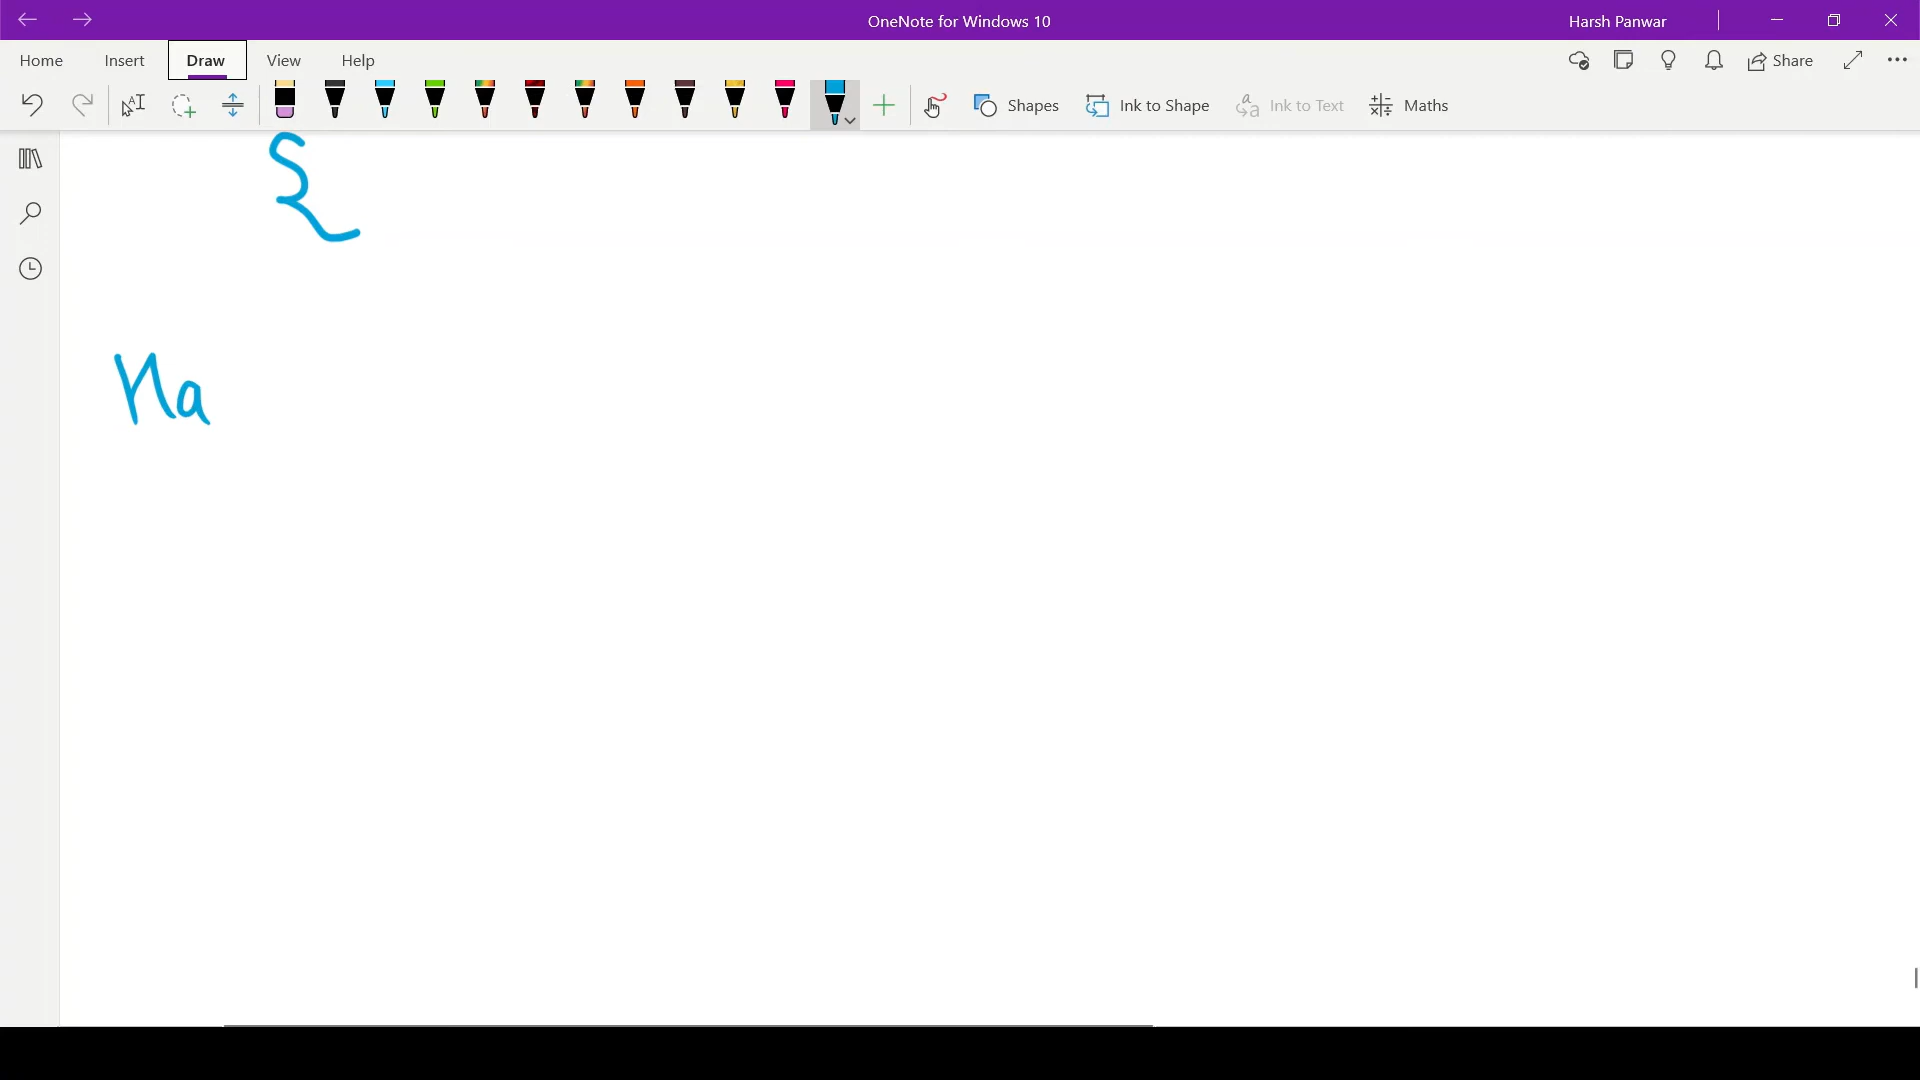 OneNote for Windows 10 Harsh Panwar
Home Insert Draw View Help Share
Shapes Ink to Shape Ink to Text Maths
Na